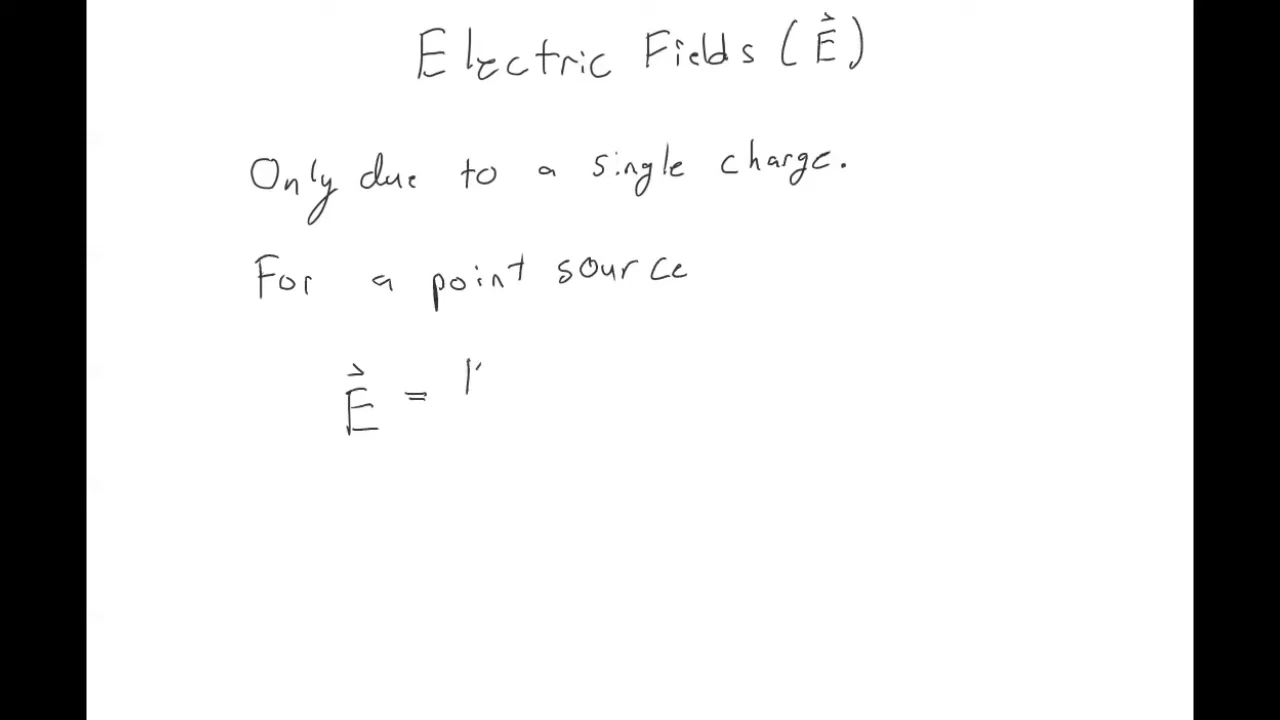 Electric Fields (E⃗)
Only due to a single charge.
For a point source
E⃗ =